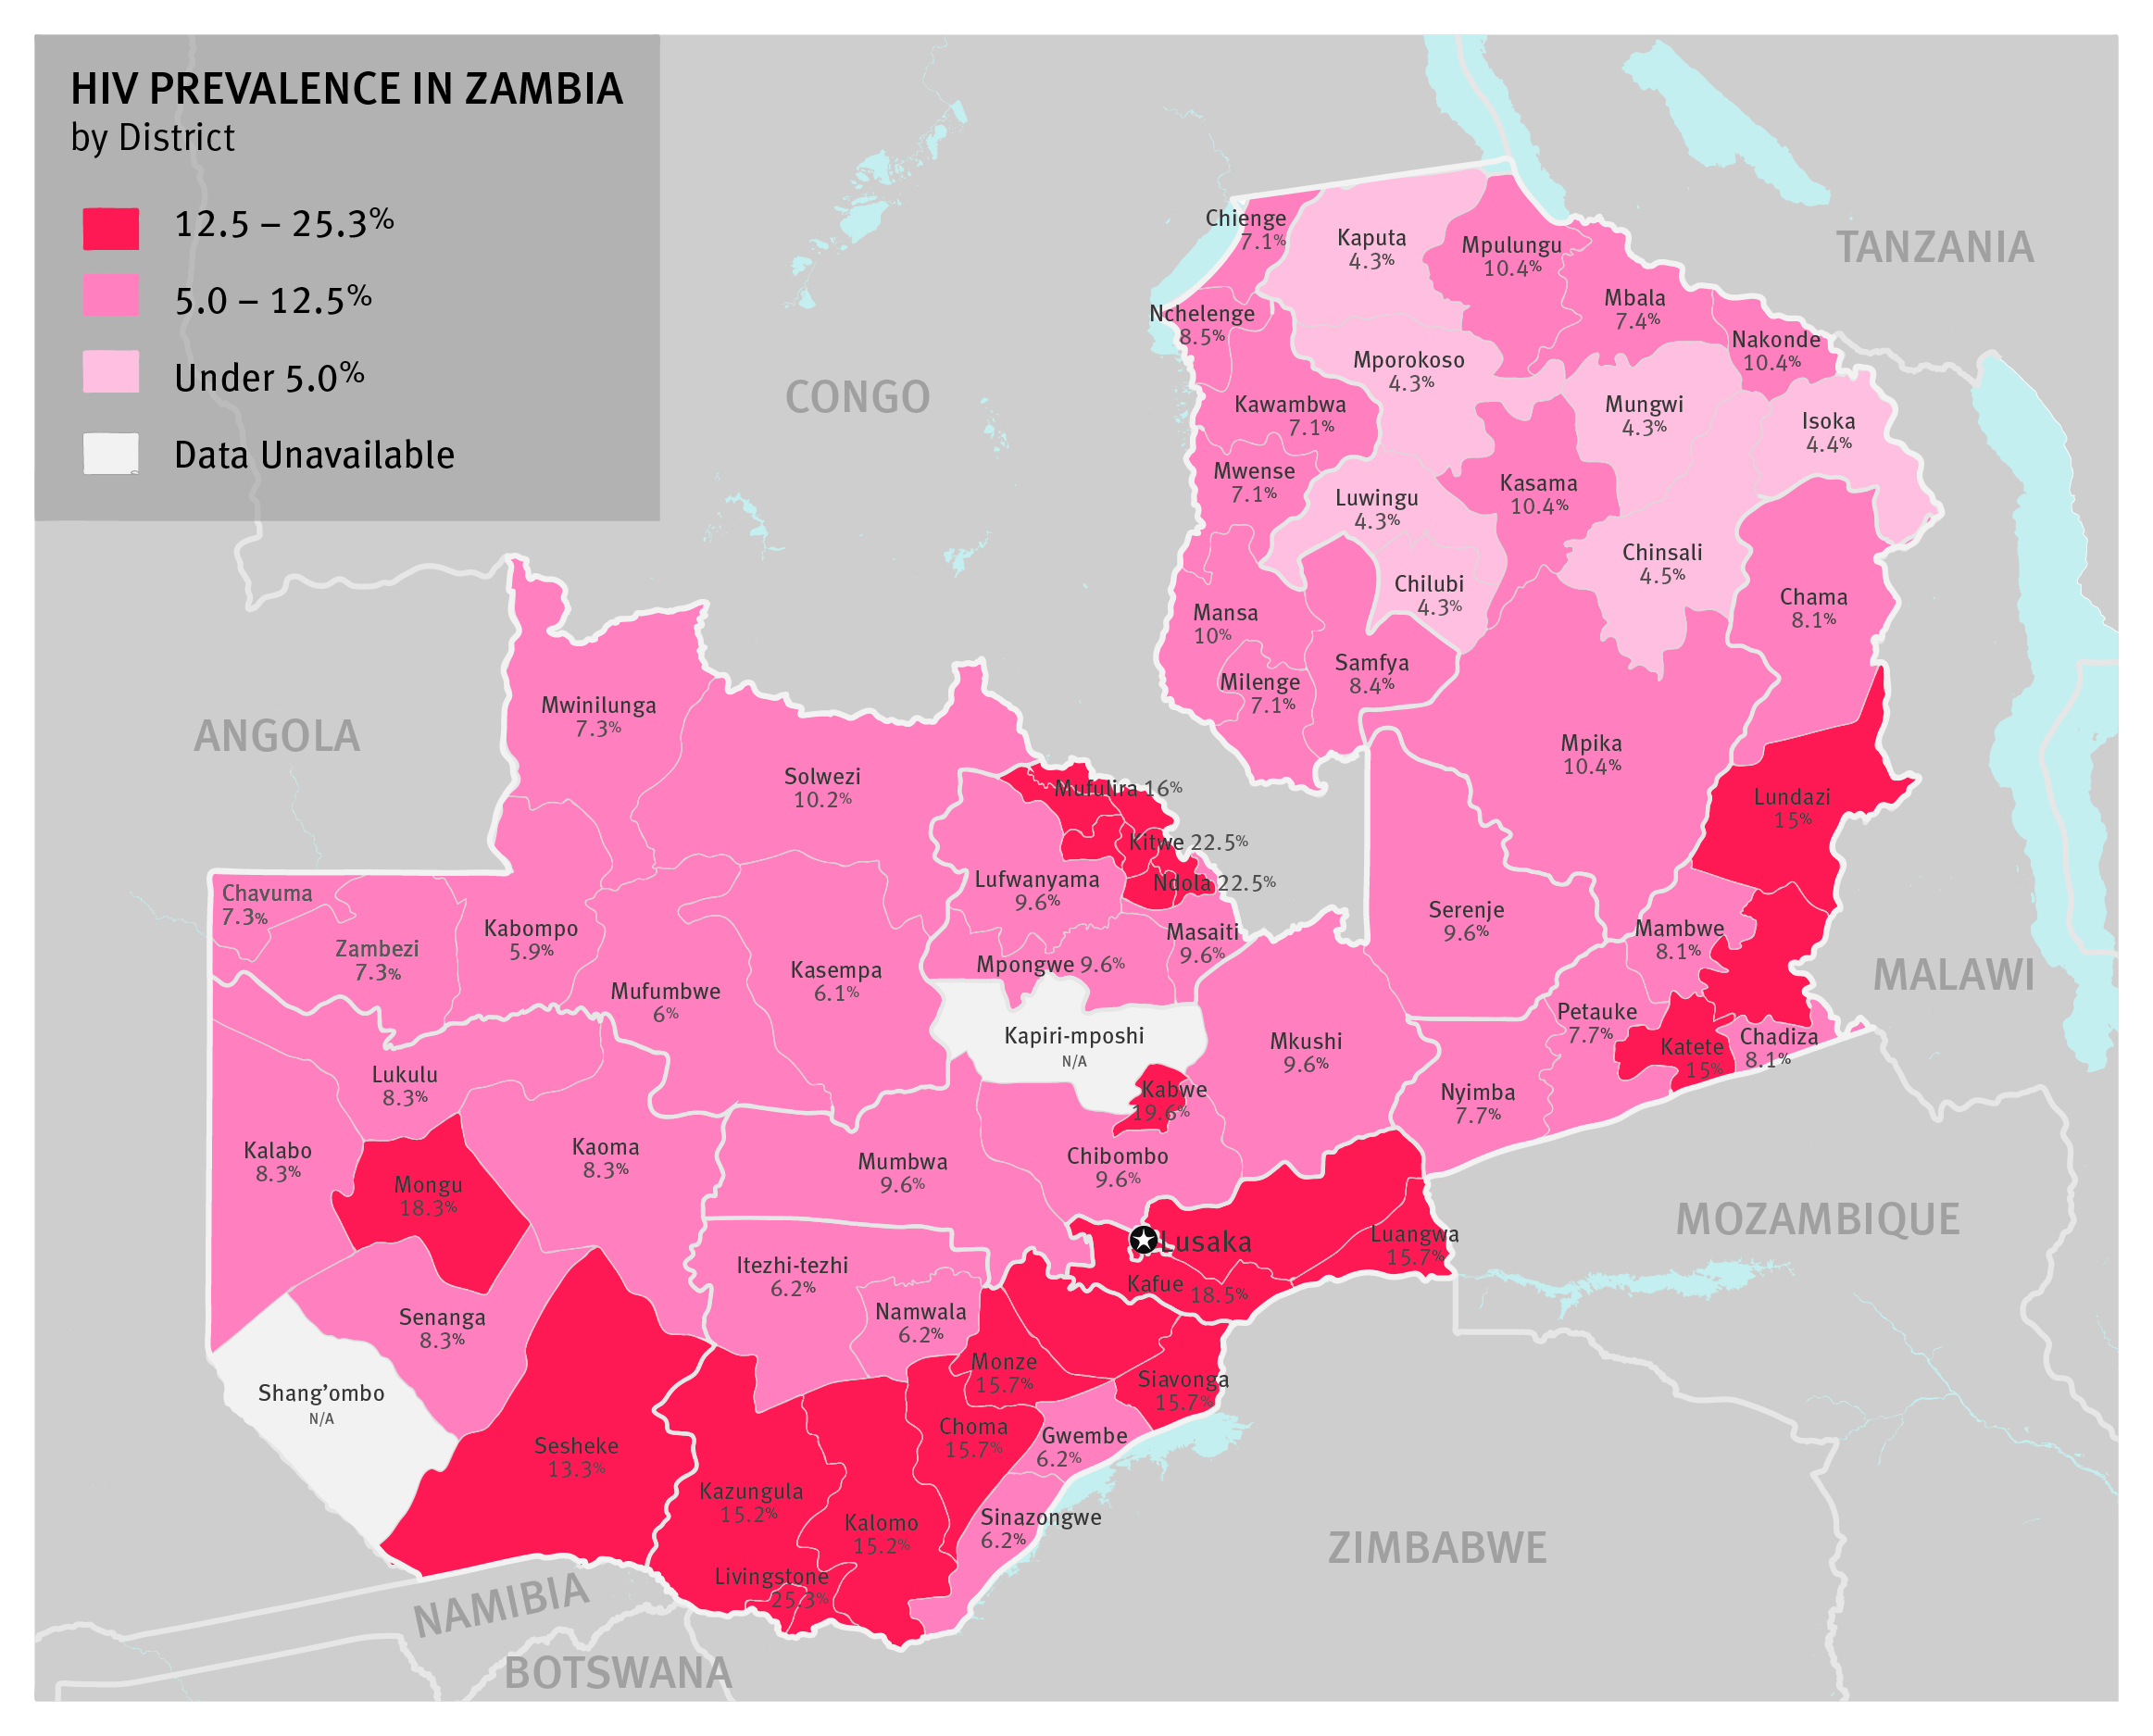 HIV PREVALENCE IN ZAMBIA
by District
12.5 – 25.3%
5.0 – 12.5%
Under 5.0%
Data Unavailable
TANZANIA
CONGO
ANGOLA
MALAWI
MOZAMBIQUE
ZIMBABWE
NAMIBIA
BOTSWANA
Chienge
7.1%
Kaputa
4.3%
Mpulungu
10.4%
Mbala
7.4%
Nchelenge
8.5%
Nakonde
10.4%
Mporokoso
4.3%
Kawambwa
7.1%
Mungwi
4.3%
Isoka
4.4%
Mwense
7.1%
Luwingu
4.3%
Kasama
10.4%
Chinsali
4.5%
Chilubi
4.3%
Chama
8.1%
Mansa
10%
Samfya
8.4%
Milenge
7.1%
Mwinilunga
7.3%
Mpika
10.4%
Solwezi
10.2%
Mufulira 16%
Lundazi
15%
Kitwe 22.5%
Ndola 22.5%
Lufwanyama
9.6%
Chavuma
7.3%
Zambezi
7.3%
Kabompo
5.9%
Serenje
9.6%
Mambwe
8.1%
Masaiti
9.6%
Mpongwe 9.6%
Kasempa
6.1%
Mufumbwe
6%
Petauke
7.7%
Kapiri-mposhi
N/A
Mkushi
9.6%
Katete
15%
Chadiza
8.1%
Lukulu
8.3%
Kabwe
19.6%
Nyimba
7.7%
Kalabo
8.3%
Kaoma
8.3%
Mumbwa
9.6%
Chibombo
9.6%
Mongu
18.3%
Lusaka
Luangwa
15.7%
Itezhi-tezhi
6.2%
Kafue 18.5%
Namwala
6.2%
Senanga
8.3%
Monze
15.7%
Siavonga
15.7%
Shang'ombo
N/A
Choma
15.7%
Gwembe
6.2%
Sesheke
13.3%
Kazungula
15.2%
Kalomo
15.2%
Sinazongwe
6.2%
Livingstone
25.3%